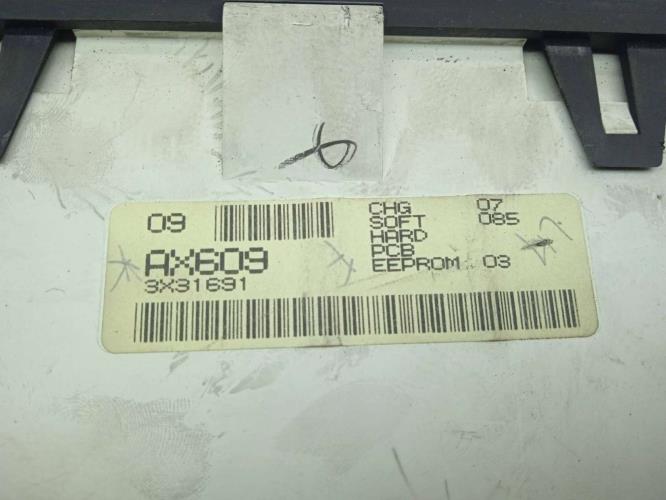 09
CHG 07
SOFT 085
HARD
PCB
EEPROM 03
AX609
3X31691